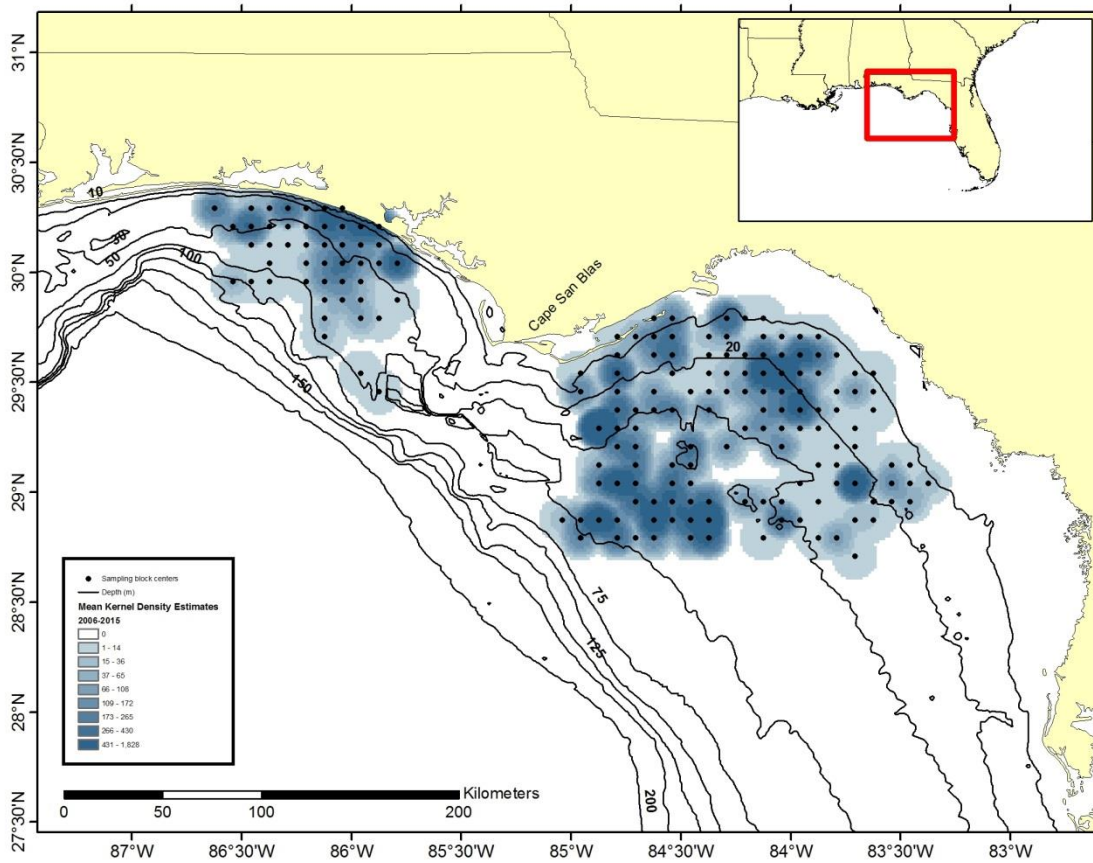 31°N
30°30'N
30°N
29°30'N
29°N
28°30'N
28°N
27°30'N
10
30
50
100
150
Cape San Blas
20
75
125
200
Sampling block centers
Depth (m)
Mean Kernel Density Estimates
2006-2015
0
1 - 14
15 - 36
37 - 65
66 - 108
109 - 172
173 - 265
266 - 430
431 - 1,828
Kilometers
0 50 100 200
87°W 86°30'W 86°W 85°30'W 85°W 84°30'W 84°W 83°30'W 83°W